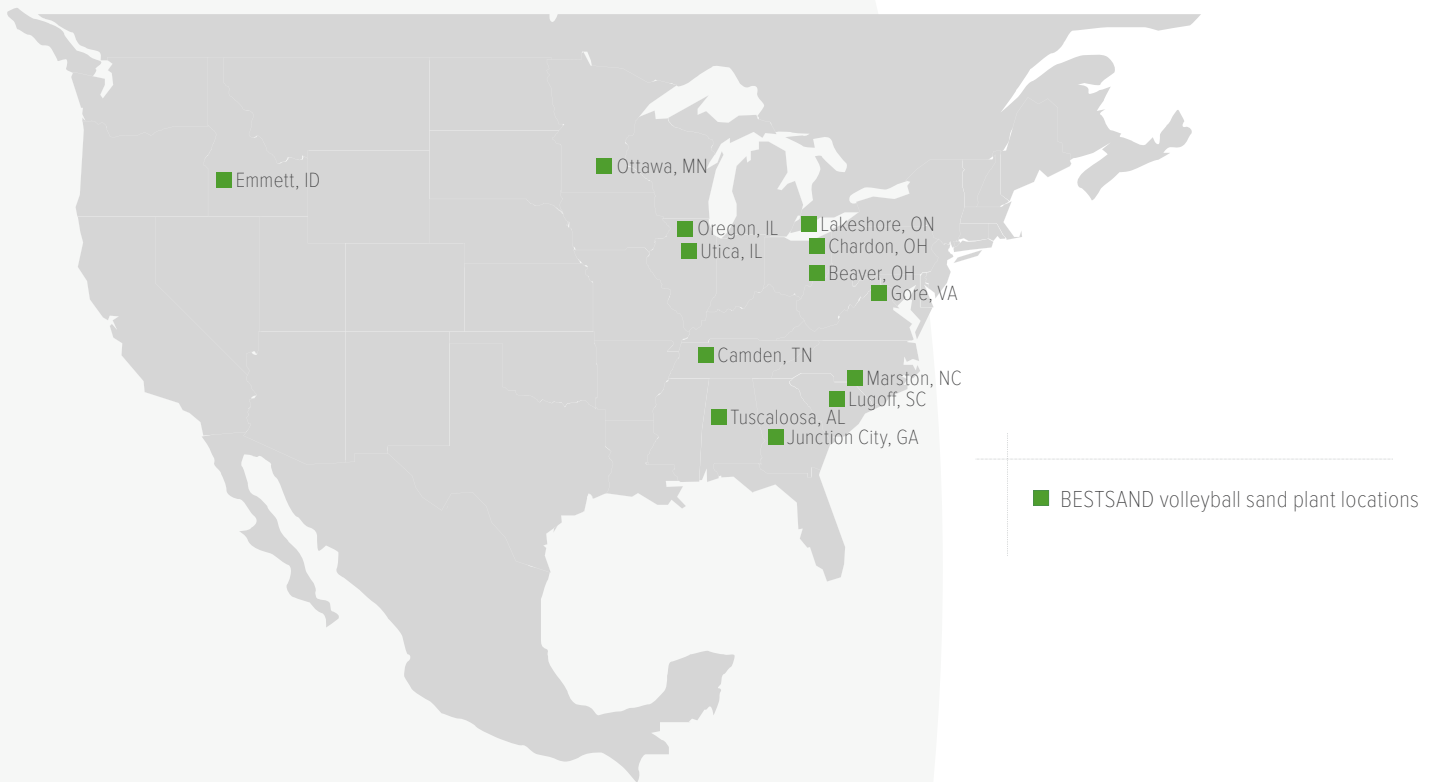 Ottawa, MN
Emmett, ID
Oregon, IL
Lakeshore, ON
Utica, IL
Chardon, OH
Beaver, OH
Gore, VA
Camden, TN
Marston, NC
Lugoff, SC
Tuscaloosa, AL
Junction City, GA
BESTSAND volleyball sand plant locations